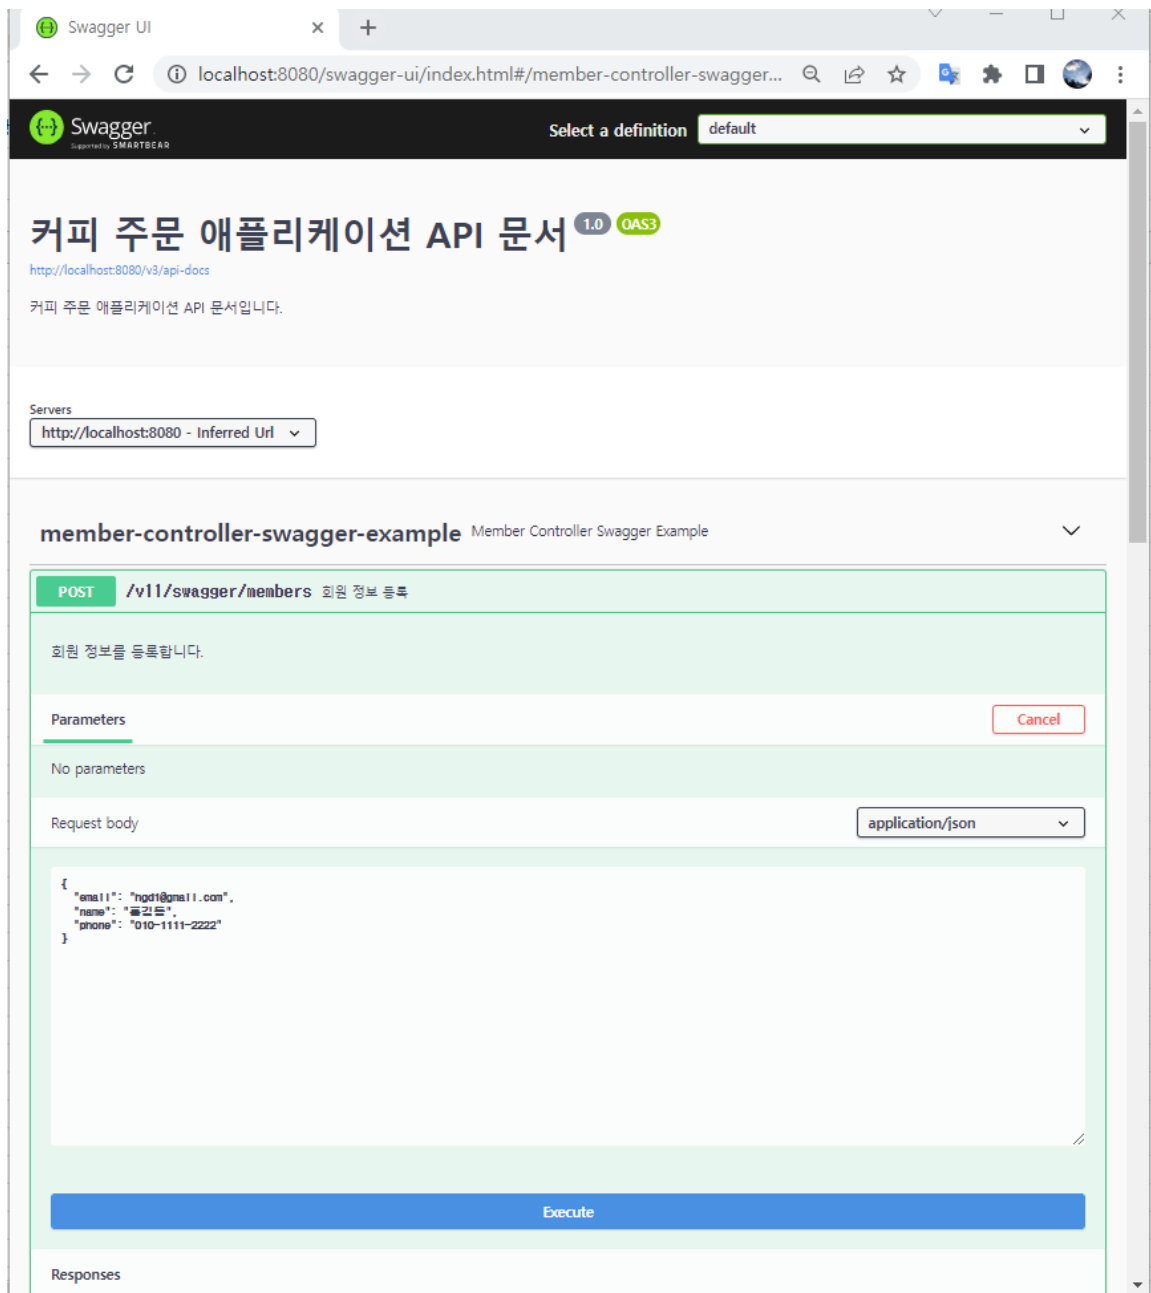 Swagger UI
localhost:8080/swagger-ui/index.html#/member-controller-swagger...
Swagger.
Supported by SMARTBEAR
Select a definition default
커피 주문 애플리케이션 API 문서 1.0 OAS3
http://localhost:8080/v3/api-docs
커피 주문 애플리케이션 API 문서입니다.
Servers
http://localhost:8080 - Inferred Url
member-controller-swagger-example Member Controller Swagger Example
POST /v11/swagger/members 회원 정보 등록
회원 정보를 등록합니다.
Parameters Cancel
No parameters
Request body application/json
{
"email": "hgd1@gmail.com",
"name": "홍길동",
"phone": "010-1111-2222"
}
Execute
Responses